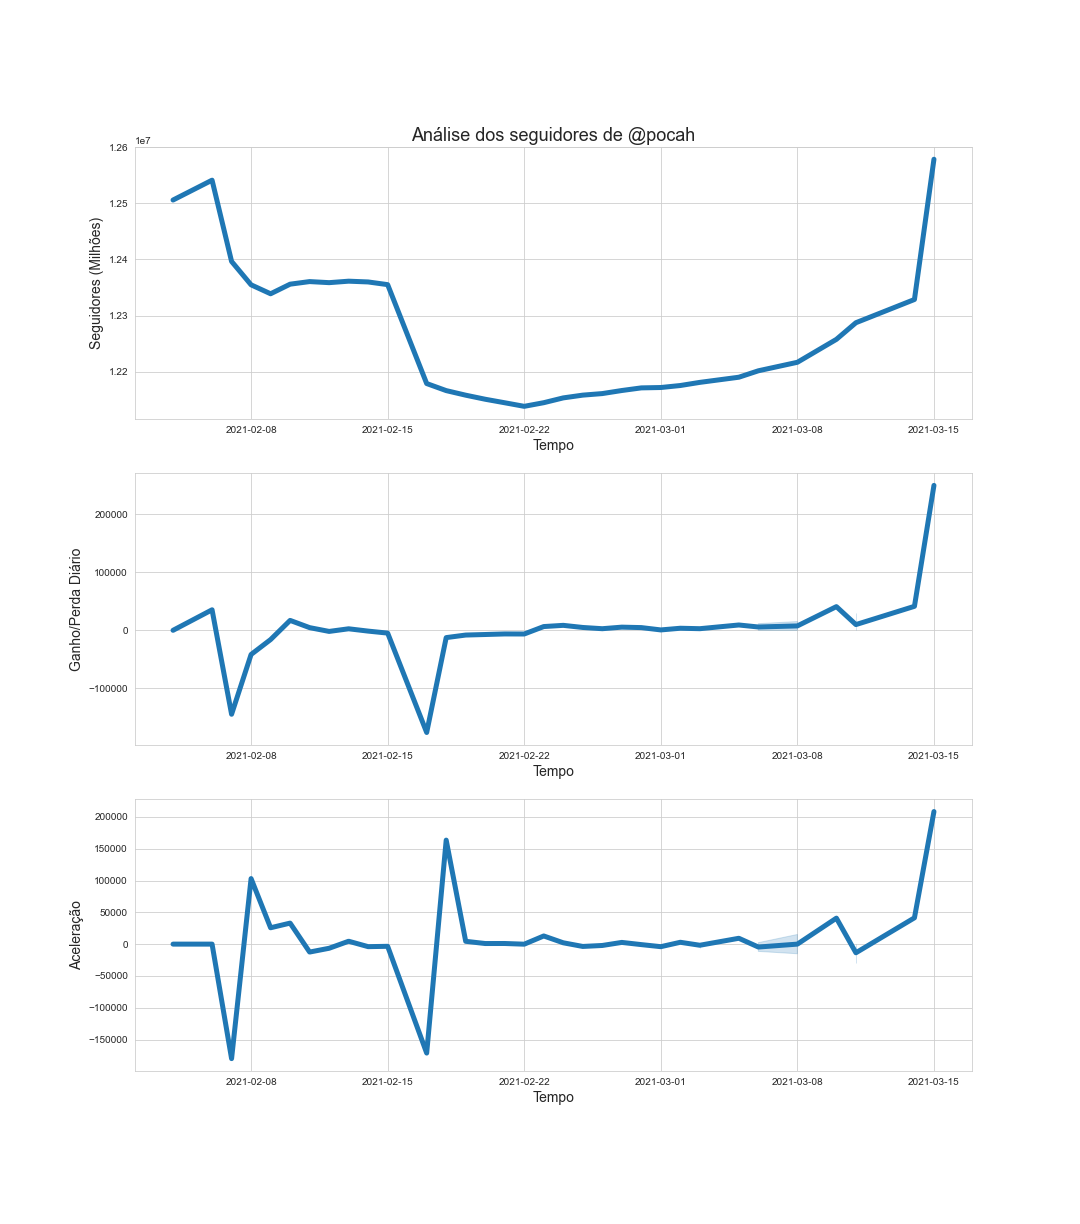 Análise dos seguidores de @pocah
1e7
1.26
1.25
1.24
1.23
1.22
Seguidores (Milhões)
2021-02-08 2021-02-15 2021-02-22 2021-03-01 2021-03-08 2021-03-15
Tempo
200000
100000
0
−100000
Ganho/Perda Diário
2021-02-08 2021-02-15 2021-02-22 2021-03-01 2021-03-08 2021-03-15
Tempo
200000
150000
100000
50000
0
−50000
−100000
−150000
Aceleração
2021-02-08 2021-02-15 2021-02-22 2021-03-01 2021-03-08 2021-03-15
Tempo